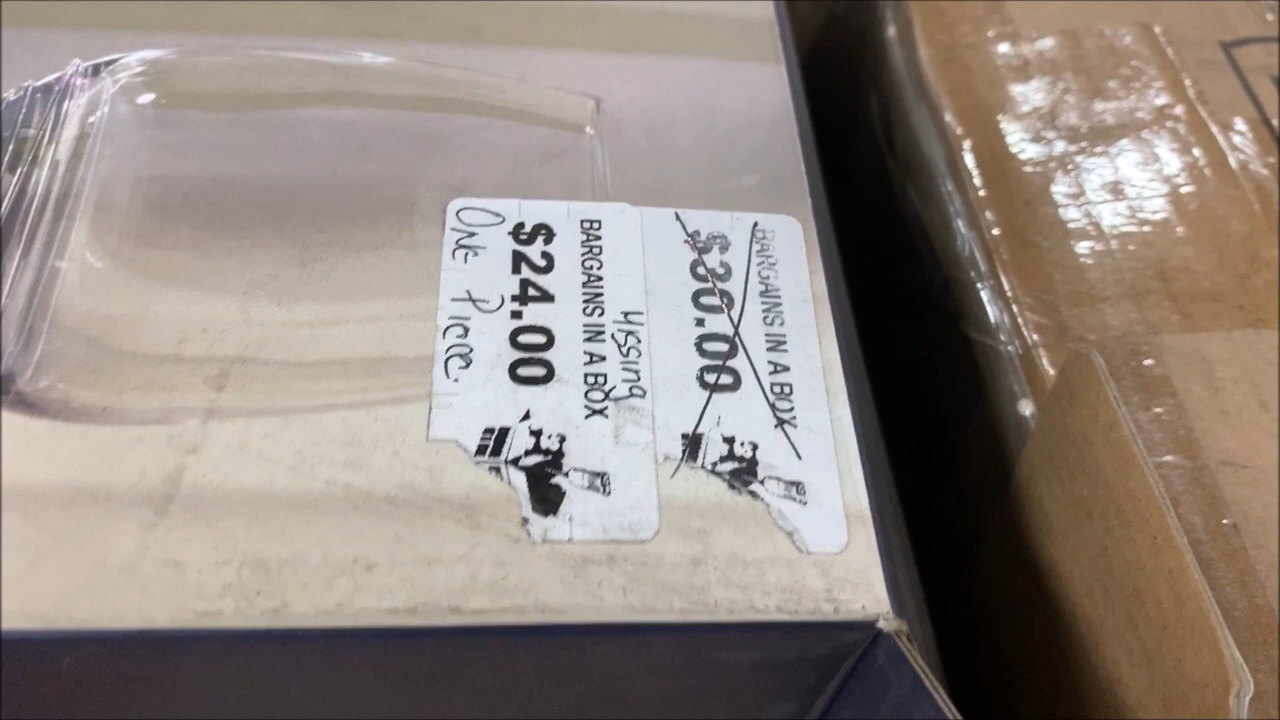 BARGAINS IN A BOX
$30.00
Missing
BARGAINS IN A BOX
$24.00
One Piece.